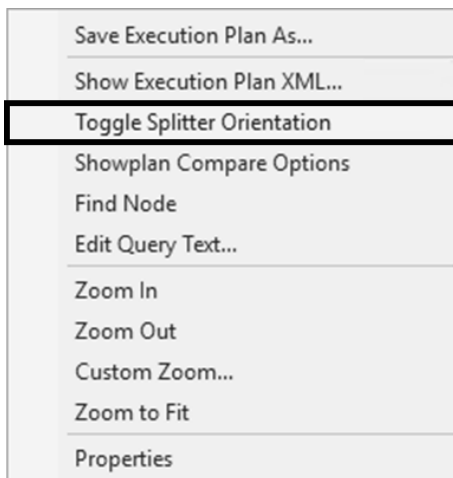 Save Execution Plan As...
Show Execution Plan XML...
Toggle Splitter Orientation
Showplan Compare Options
Find Node
Edit Query Text...
Zoom In
Zoom Out
Custom Zoom...
Zoom to Fit
Properties